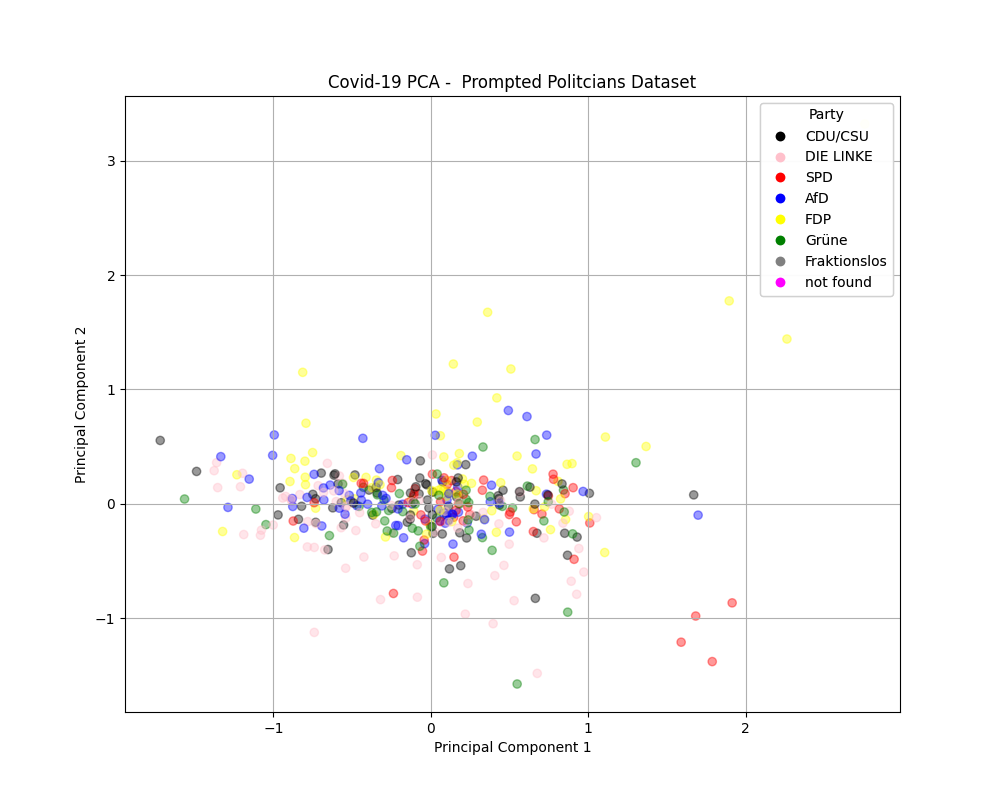 Covid-19 PCA -  Prompted Politcians Dataset
Party
CDU/CSU
DIE LINKE
SPD
AfD
FDP
Grüne
Fraktionslos
not found
3
2
1
0
−1
Principal Component 2
−1
0
1
2
Principal Component 1